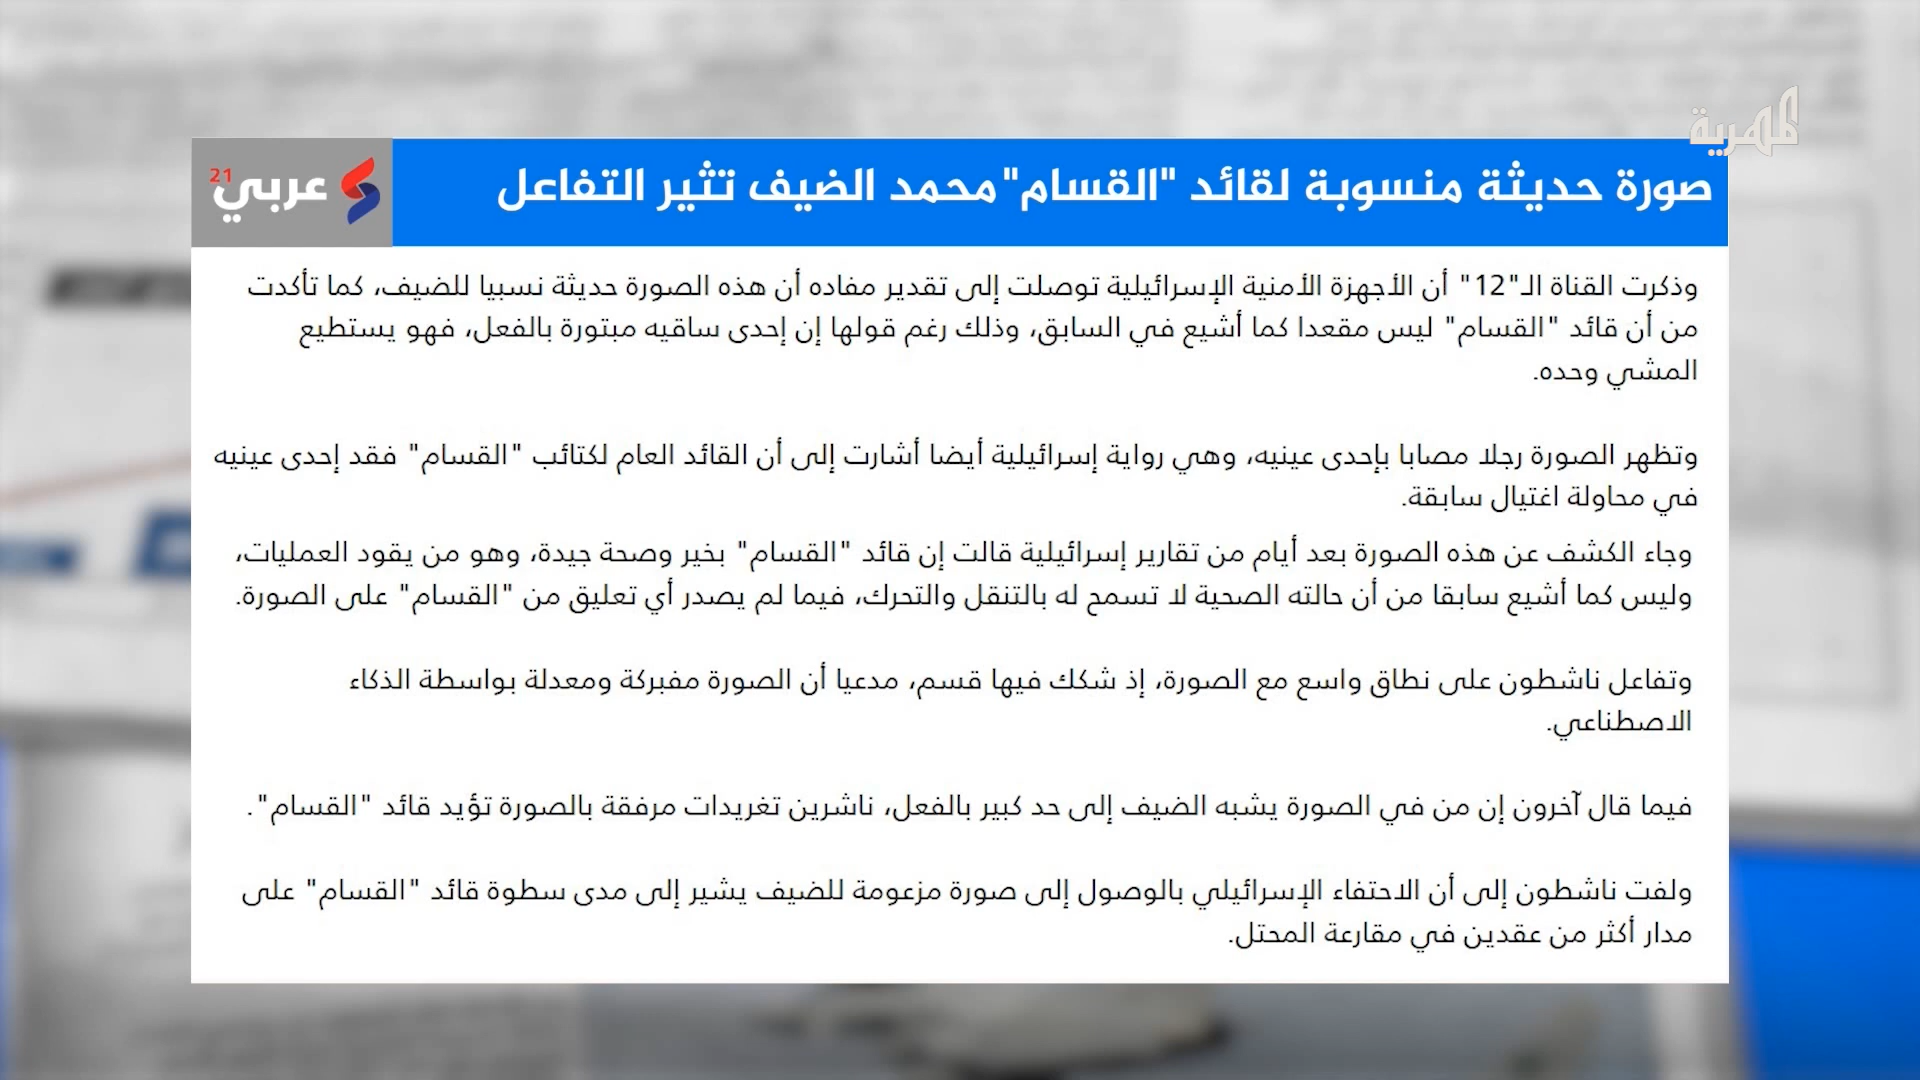 المهرية
صورة حديثة منسوبة لقائد "القسام"محمد الضيف تثير التفاعل
عربي21
وذكرت القناة الـ"12" أن الأجهزة الأمنية الإسرائيلية توصلت إلى تقدير مفاده أن هذه الصورة حديثة نسبيا للضيف، كما تأكدت
من أن قائد "القسام" ليس مقعدا كما أشيع في السابق، وذلك رغم قولها إن إحدى ساقيه مبتورة بالفعل، فهو يستطيع
المشي وحده.
وتظهر الصورة رجلا مصابا بإحدى عينيه، وهي رواية إسرائيلية أيضا أشارت إلى أن القائد العام لكتائب "القسام" فقد إحدى عينيه
في محاولة اغتيال سابقة.
وجاء الكشف عن هذه الصورة بعد أيام من تقارير إسرائيلية قالت إن قائد "القسام" بخير وصحة جيدة، وهو من يقود العمليات،
وليس كما أشيع سابقا من أن حالته الصحية لا تسمح له بالتنقل والتحرك، فيما لم يصدر أي تعليق من "القسام" على الصورة.
وتفاعل ناشطون على نطاق واسع مع الصورة، إذ شكك فيها قسم، مدعيا أن الصورة مفبركة ومعدلة بواسطة الذكاء
الاصطناعي.
فيما قال آخرون إن من في الصورة يشبه الضيف إلى حد كبير بالفعل، ناشرين تغريدات مرفقة بالصورة تؤيد قائد "القسام".
ولفت ناشطون إلى أن الاحتفاء الإسرائيلي بالوصول إلى صورة مزعومة للضيف يشير إلى مدى سطوة قائد "القسام" على
مدار أكثر من عقدين في مقارعة المحتل.